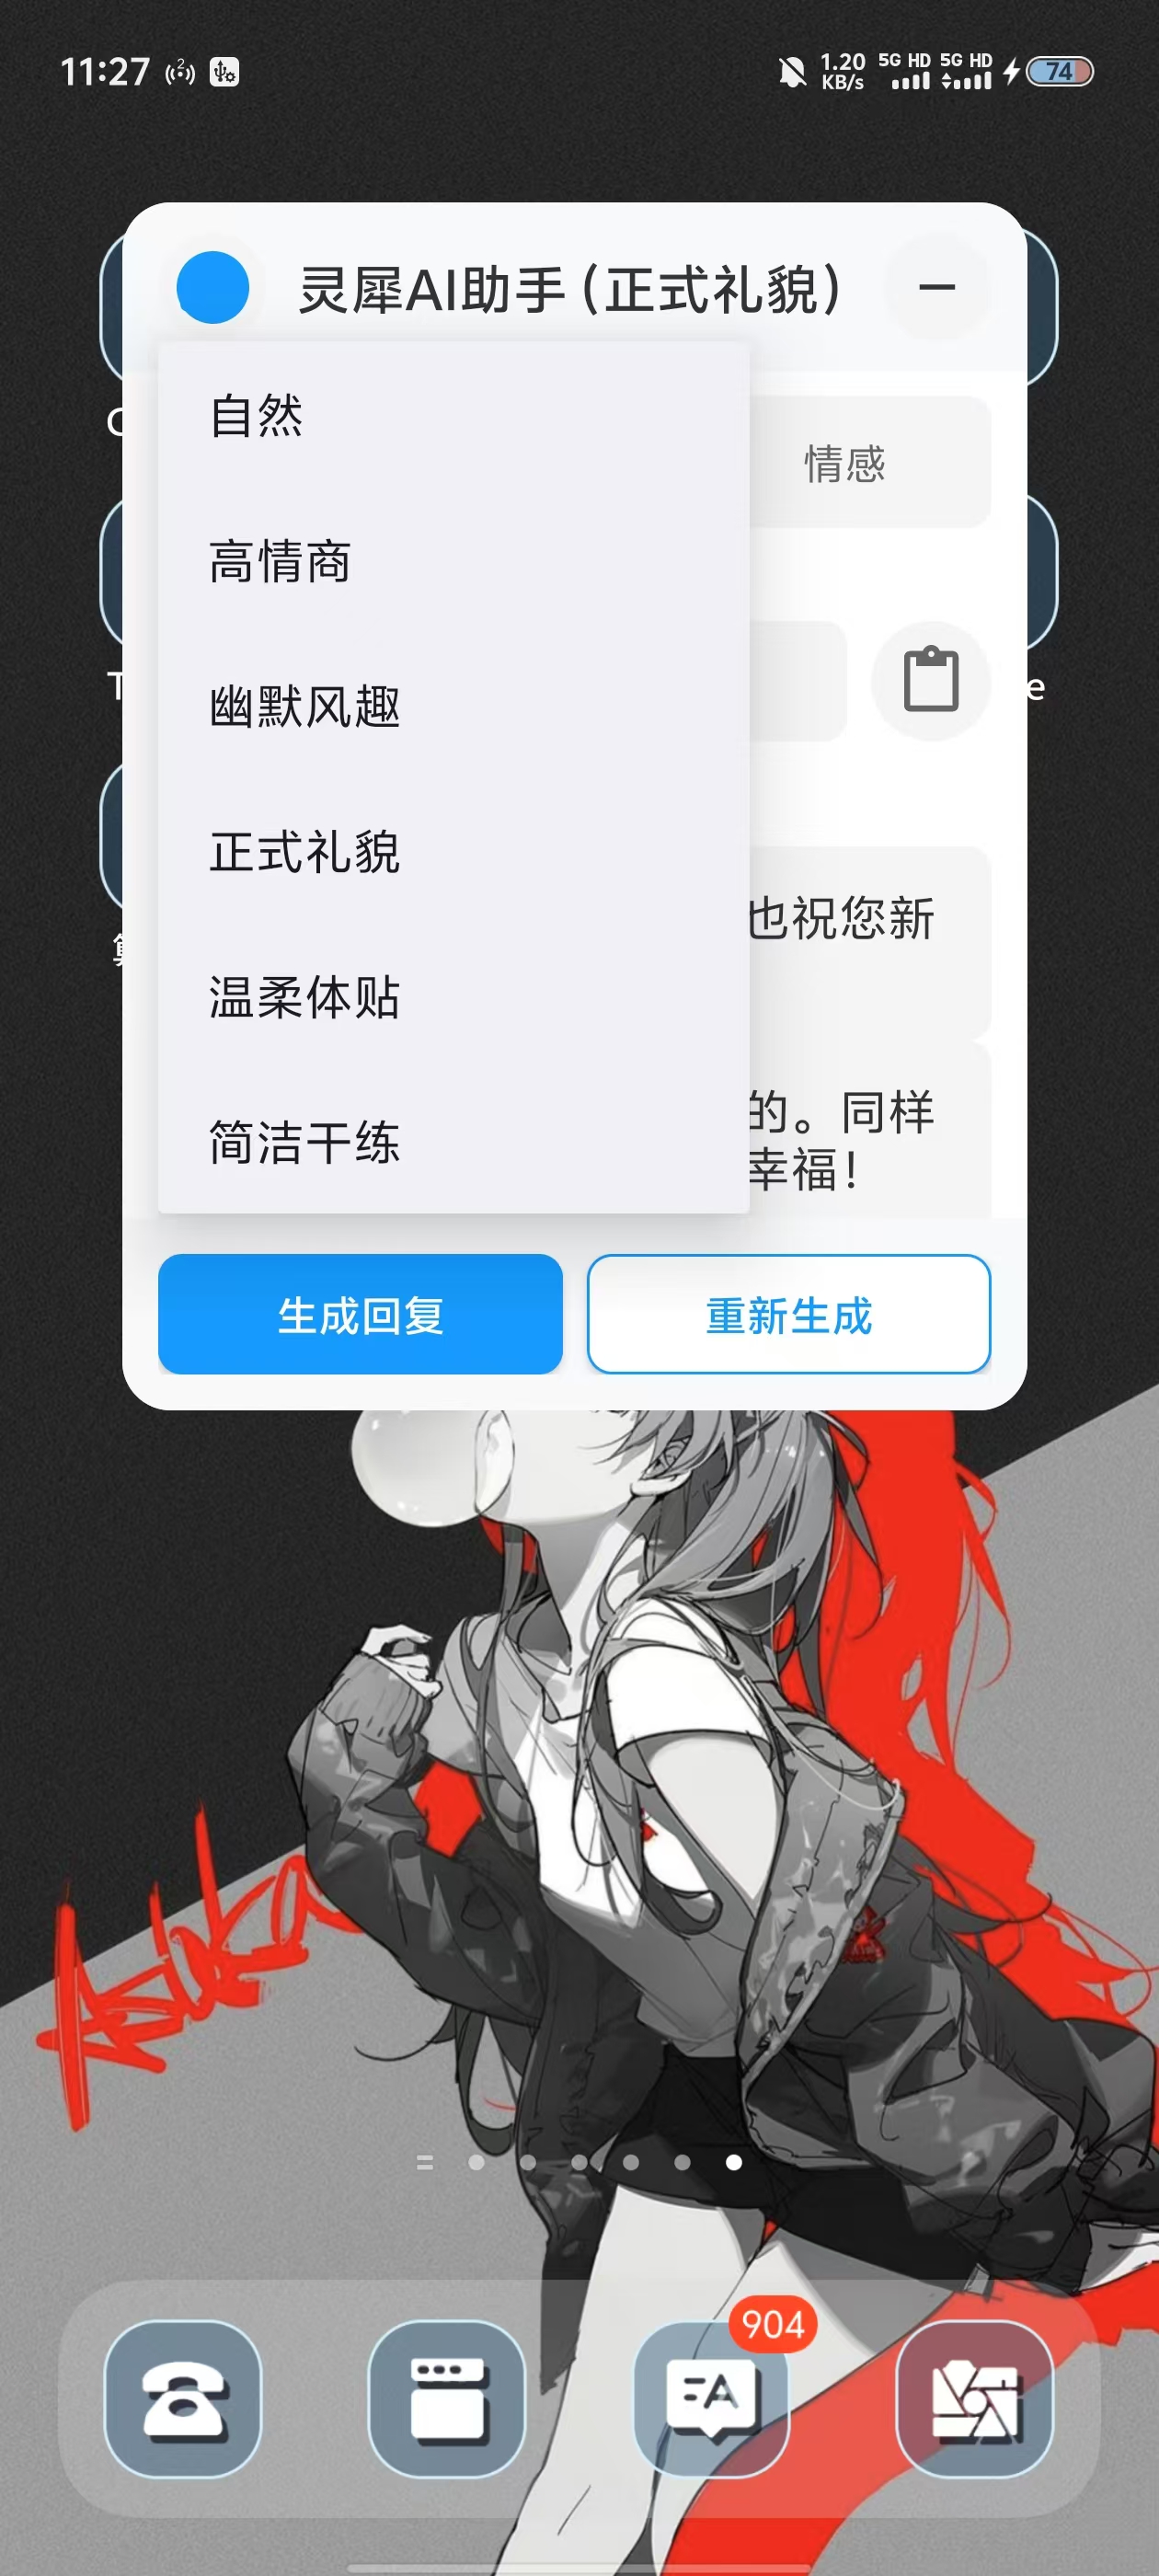 11:27
1.20
KB/s
5G HD 5G HD
74
灵犀AI助手 (正式礼貌)
自然
情感
高情商
幽默风趣
正式礼貌
也祝您新
温柔体贴
的。同样
简洁干练
幸福!
生成回复
重新生成
Asuka
904